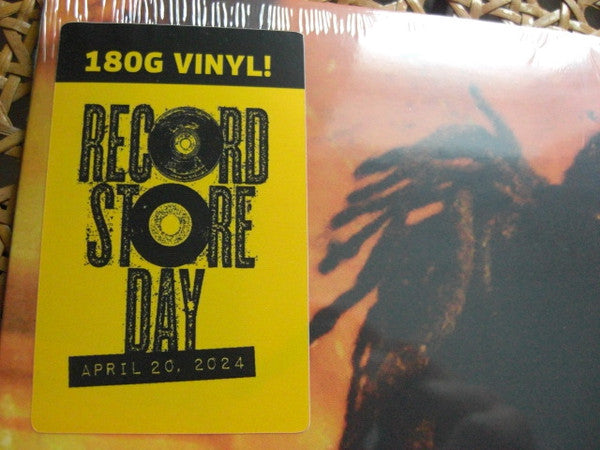 180G VINYL!
RECORD
STORE
DAY
APRIL 20, 2024